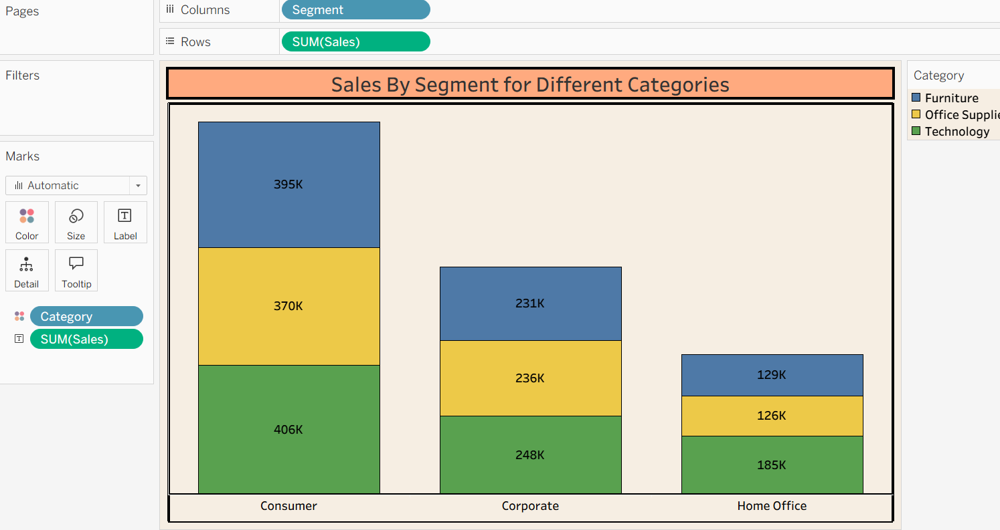 Pages
Columns
Segment
Rows
SUM(Sales)
Filters
Marks
Automatic
Color
Size
Label
Detail
Tooltip
Category
SUM(Sales)
Sales By Segment for Different Categories
395K
370K
406K
231K
236K
248K
129K
126K
185K
Consumer
Corporate
Home Office
Category
Furniture
Office Supplie
Technology